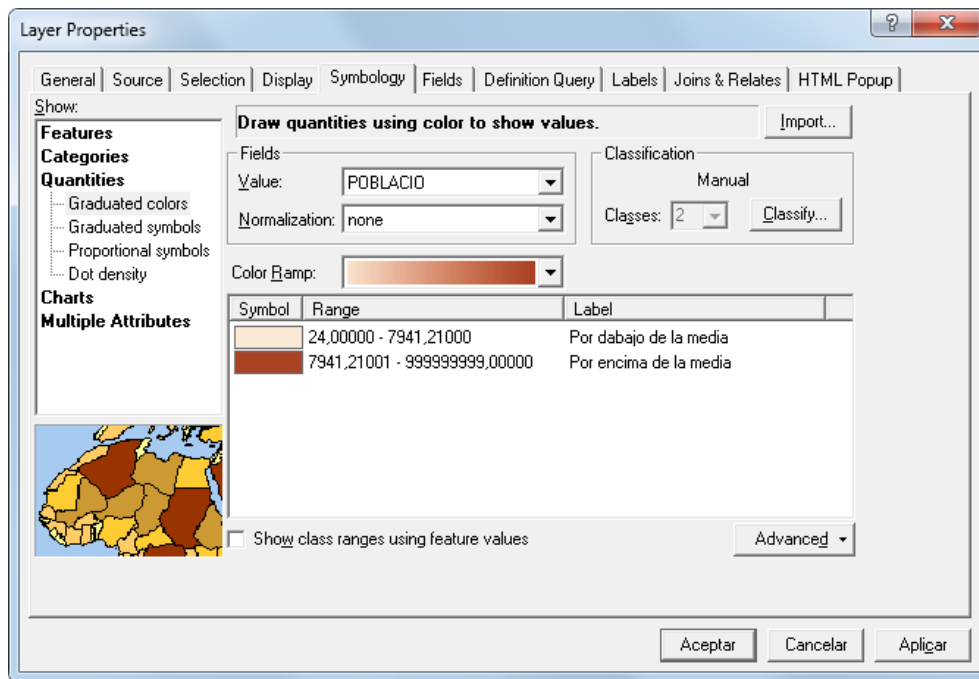 Layer Properties
General Source Selection Display Symbology Fields Definition Query Labels Joins & Relates HTML Popup
Show:
Features
Categories
Quantities
Graduated colors
Graduated symbols
Proportional symbols
Dot density
Charts
Multiple Attributes
Draw quantities using color to show values.
Import...
Fields
Value: POBLACIO
Normalization: none
Classification
Manual
Classes: 2 Classify...
Color Ramp:
Symbol Range Label
24,00000 - 7941,21000 Por dabajo de la media
7941,21001 - 999999999,00000 Por encima de la media
Show class ranges using feature values
Advanced
Aceptar Cancelar Aplicar